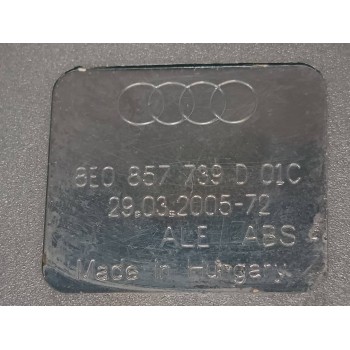 8E0 857 739 D 01C
29.03.2005-72
ALE ABS
Made in Hungary.